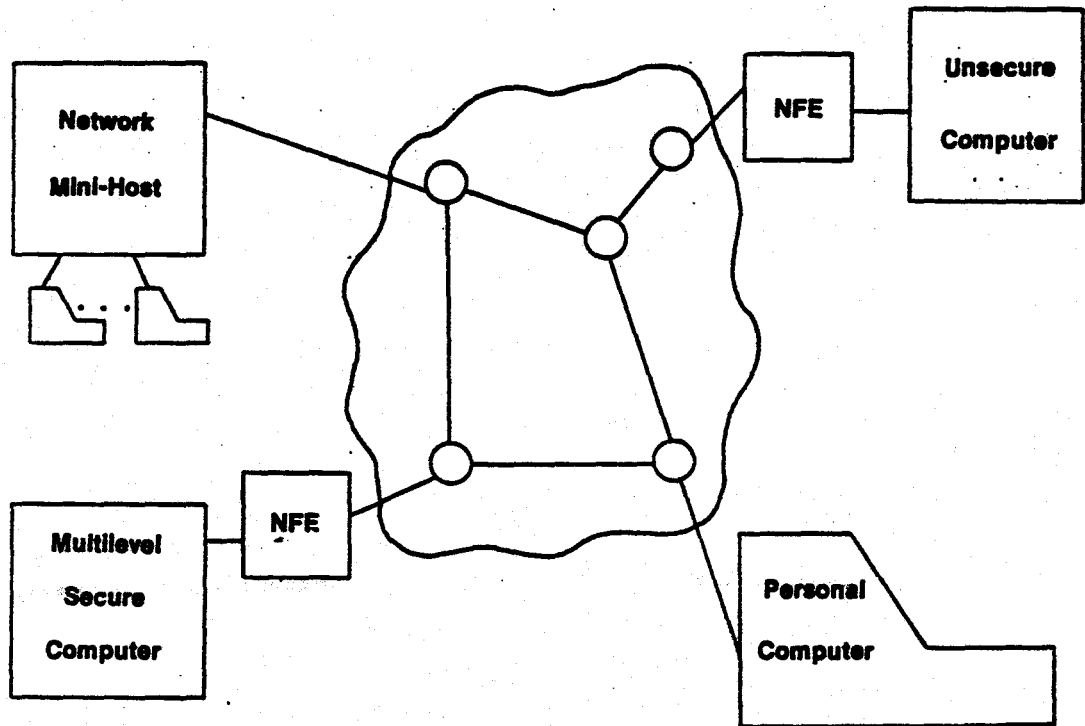 Network
Mini-Host
NFE
Unsecure
Computer
Multilevel
Secure
Computer
NFE
Personal
Computer